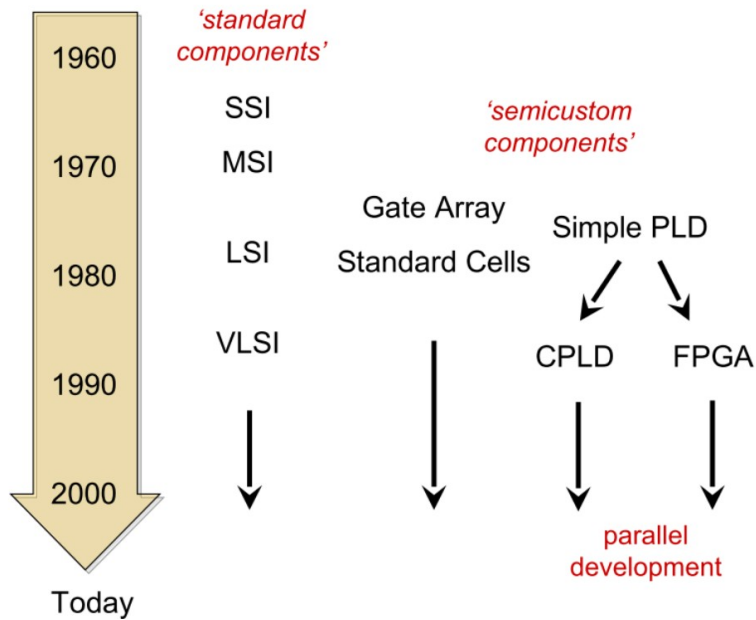 1960
1970
1980
1990
2000
Today
‘standard
components’
SSI
MSI
LSI
VLSI
‘semicustom
components’
Gate Array
Standard Cells
Simple PLD
CPLD
FPGA
parallel
development